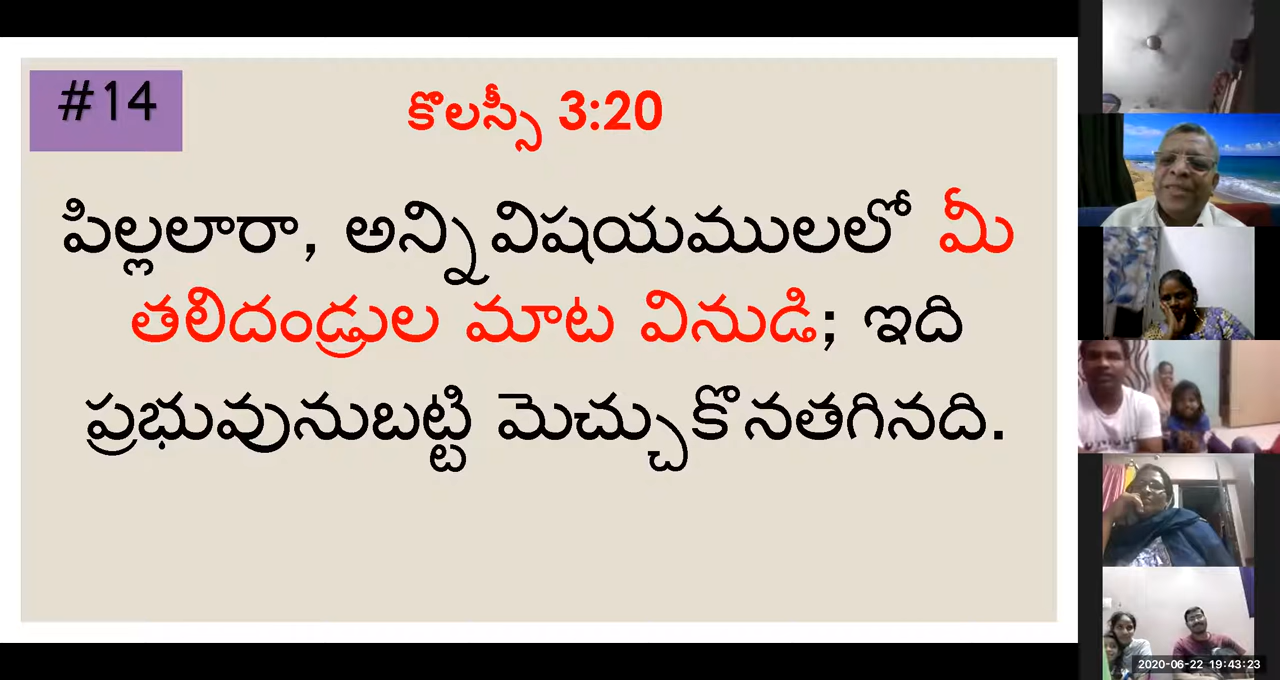 #14
కొలస్సీ 3:20
పిల్లలారా, అన్ని విషయములలో మీ
తలిదండ్రుల మాట వినుడి; ఇది
ప్రభువునుబట్టి మెచ్చుకొనతగినది.
2020-06-22 19:43:23